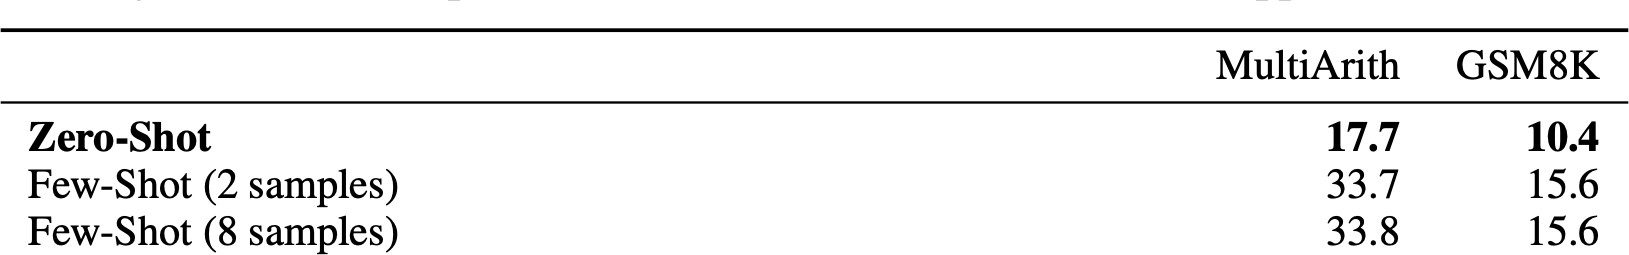 MultiArith GSM8K
Zero-Shot 17.7 10.4
Few-Shot (2 samples) 33.7 15.6
Few-Shot (8 samples) 33.8 15.6